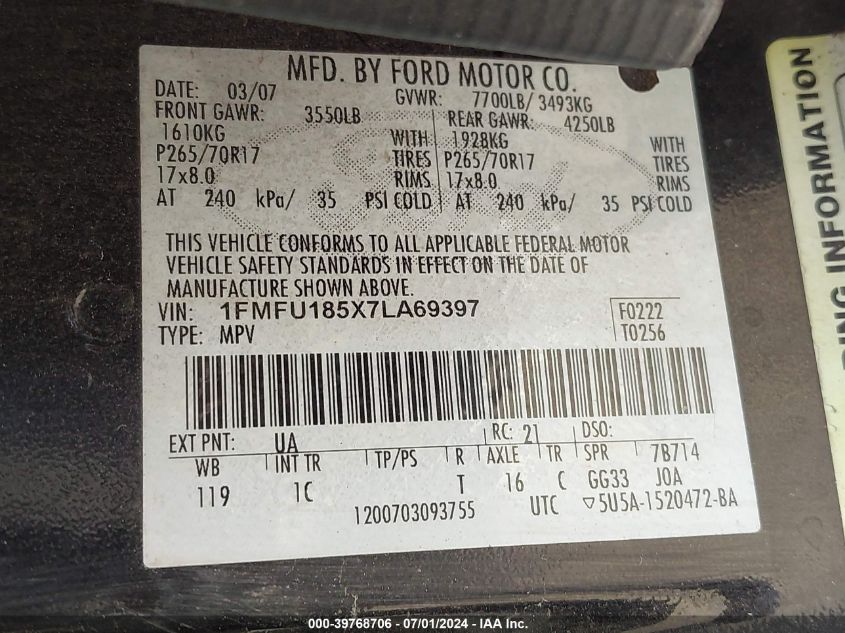 MFD. BY FORD MOTOR CO.
DATE: 03/07 GVWR: 7700LB/ 3493KG
FRONT GAWR: 3550LB REAR GAWR: 4250LB
1610KG WITH 1928KG WITH
P265/70R17 TIRES P265/70R17 TIRES
17x8.0 RIMS 17x8.0 RIMS
AT 240 kPa/ 35 PSI COLD AT 240 kPa/ 35 PSI COLD
THIS VEHICLE CONFORMS TO ALL APPLICABLE FEDERAL MOTOR
VEHICLE SAFETY STANDARDS IN EFFECT ON THE DATE OF
MANUFACTURE SHOWN ABOVE.
VIN: 1FMFU185X7LA69397 F0222
TYPE: MPV T0256
EXT PNT: UA RC: 21 DSO:
WB INT TR TP/PS R AXLE TR SPR 7B714
119 1C T 16 C GG33 JOA
1200703093755 UTC ▽5U5A-1520472-BA
ING INFORMATION
000-39768706 - 07/01/2024 - IAA Inc.